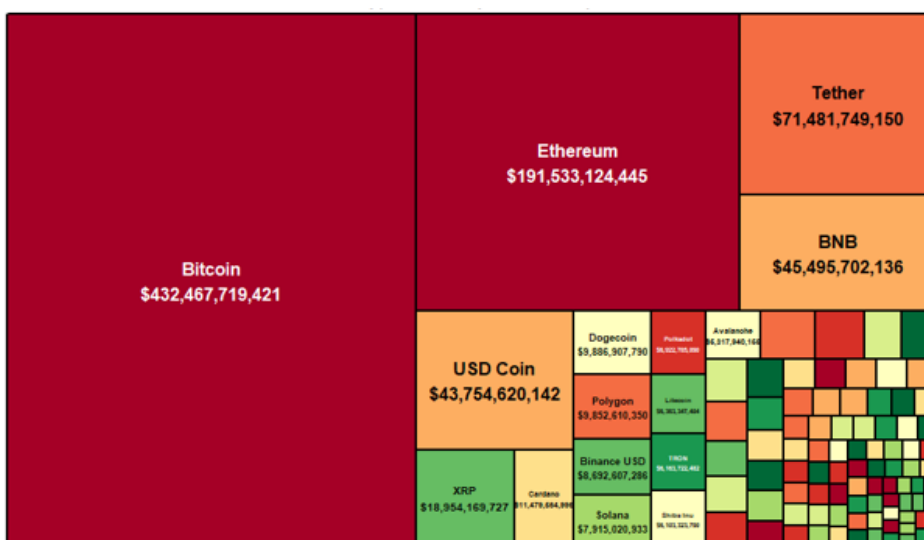 Bitcoin
$432,467,719,421
Ethereum
$191,533,124,445
Tether
$71,481,749,150
BNB
$45,495,702,136
USD Coin
$43,754,620,142
XRP
$18,954,169,727
Cardano
Dogecoin
$9,886,907,790
Polygon
$9,852,610,350
Binance USD
$8,692,607,286
Solana
$7,915,020,933
Polkadot
Litecoin
TRON
Shiba Inu
Avalanche